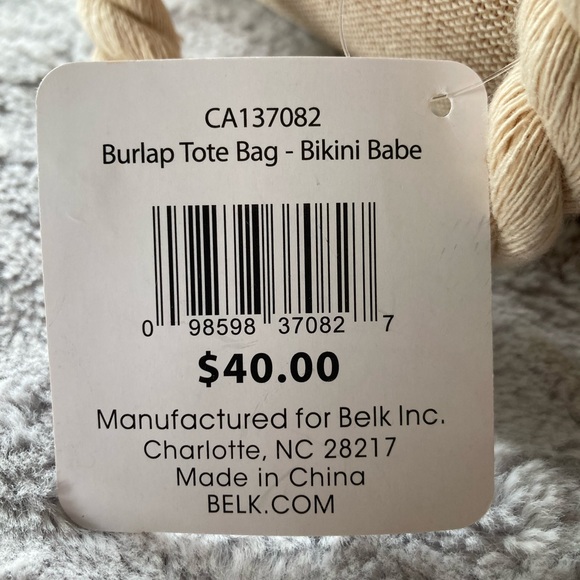 CA137082
Burlap Tote Bag - Bikini Babe
0 98598 37082 7
$40.00
Manufactured for Belk Inc.
Charlotte, NC 28217
Made in China
BELK.COM